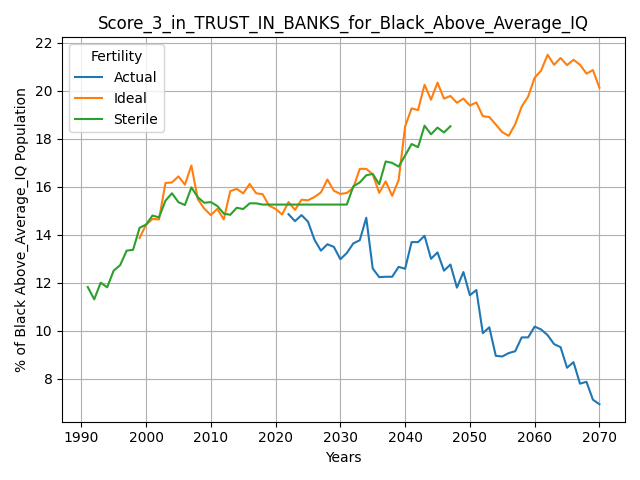 Score_3_in_TRUST_IN_BANKS_for_Black_Above_Average_IQ
% of Black Above_Average_IQ Population
22
20
18
16
14
12
10
8
Fertility
Actual
Ideal
Sterile
1990 2000 2010 2020 2030 2040 2050 2060 2070
Years